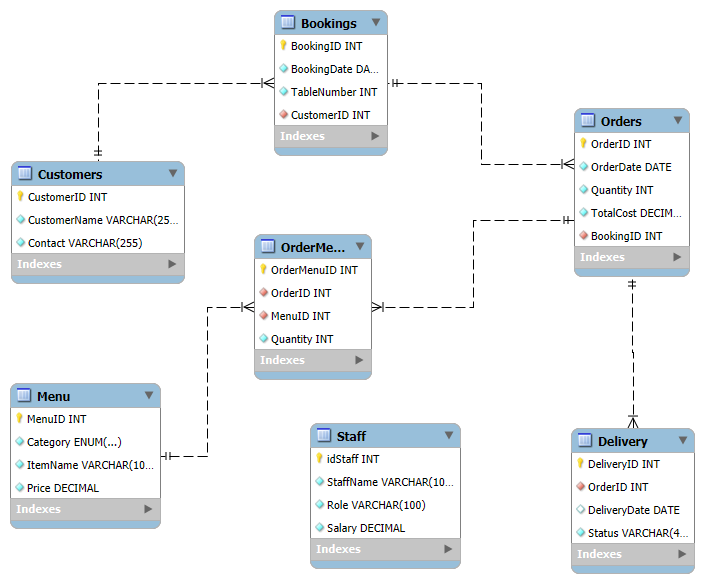 Bookings
BookingID INT
BookingDate DA...
TableNumber INT
CustomerID INT
Indexes
Customers
CustomerID INT
CustomerName VARCHAR(25...
Contact VARCHAR(255)
Indexes
Orders
OrderID INT
OrderDate DATE
Quantity INT
TotalCost DECIM...
BookingID INT
Indexes
OrderMe...
OrderMenuID INT
OrderID INT
MenuID INT
Quantity INT
Indexes
Menu
MenuID INT
Category ENUM(...)
ItemName VARCHAR(10...
Price DECIMAL
Indexes
Staff
idStaff INT
StaffName VARCHAR(10...
Role VARCHAR(100)
Salary DECIMAL
Indexes
Delivery
DeliveryID INT
OrderID INT
DeliveryDate DATE
Status VARCHAR(4...
Indexes